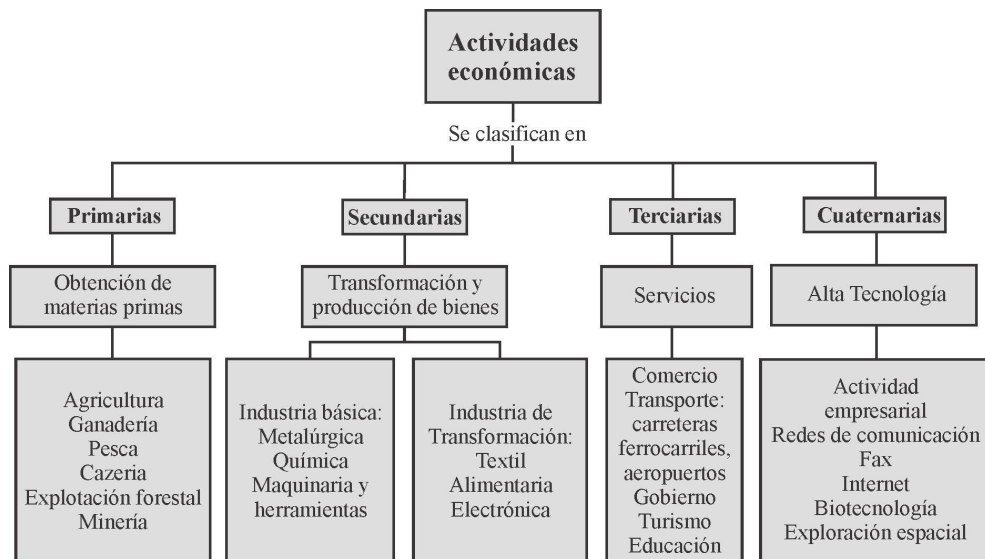 Actividades
económicas
Se clasifican en
Primarias
Secundarias
Terciarias
Cuaternarias
Obtención de
materias primas
Transformación y
producción de bienes
Servicios
Alta Tecnología
Agricultura
Ganadería
Pesca
Cazeria
Explotación forestal
Minería
Industria básica:
Metalúrgica
Química
Maquinaria y
herramientas
Industria de
Transformación:
Textil
Alimentaria
Electrónica
Comercio
Transporte:
carreteras
ferrocarriles,
aeropuertos
Gobierno
Turismo
Educación
Actividad
empresarial
Redes de comunicación
Fax
Internet
Biotecnología
Exploración espacial